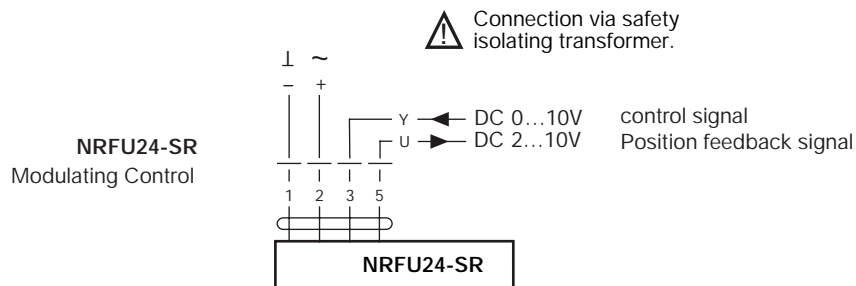 Connection via safety
isolating transformer.
⊥ ~
– +
Y DC 0…10V control signal
U DC 2…10V Position feedback signal
NRFU24-SR
Modulating Control
1 2 3 5
NRFU24-SR